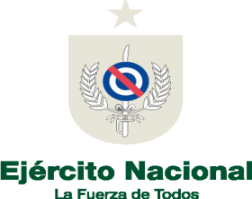 Ejército Nacional
La Fuerza de Todos